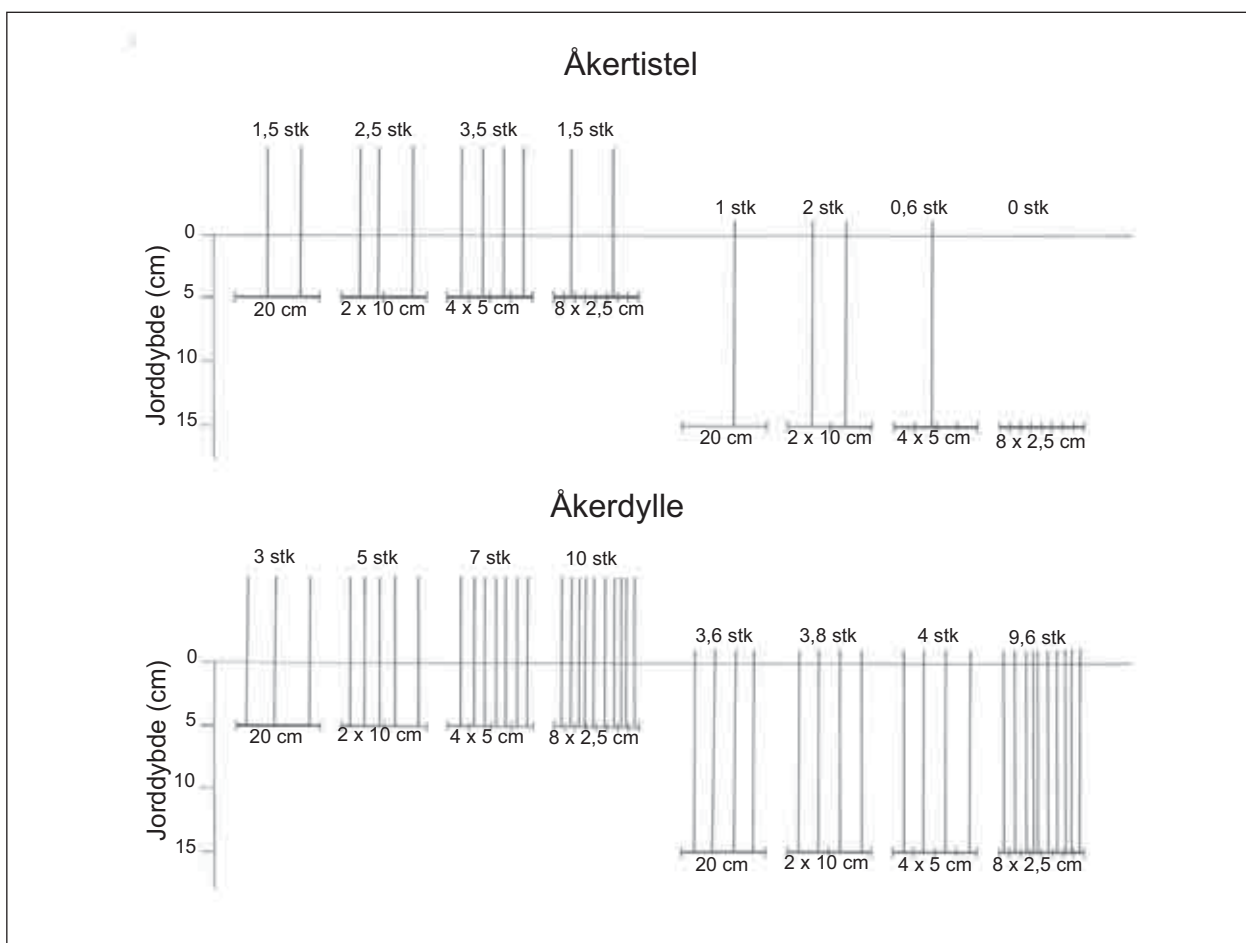 Åkertistel
1,5 stk 2,5 stk 3,5 stk 1,5 stk
1 stk 2 stk 0,6 stk 0 stk
Jorddybde (cm)
0
5
20 cm 2 x 10 cm 4 x 5 cm 8 x 2,5 cm
10
15
20 cm 2 x 10 cm 4 x 5 cm 8 x 2,5 cm
Åkerdylle
3 stk 5 stk 7 stk 10 stk
3,6 stk 3,8 stk 4 stk 9,6 stk
Jorddybde (cm)
0
5
20 cm 2 x 10 cm 4 x 5 cm 8 x 2,5 cm
10
15
20 cm 2 x 10 cm 4 x 5 cm 8 x 2,5 cm